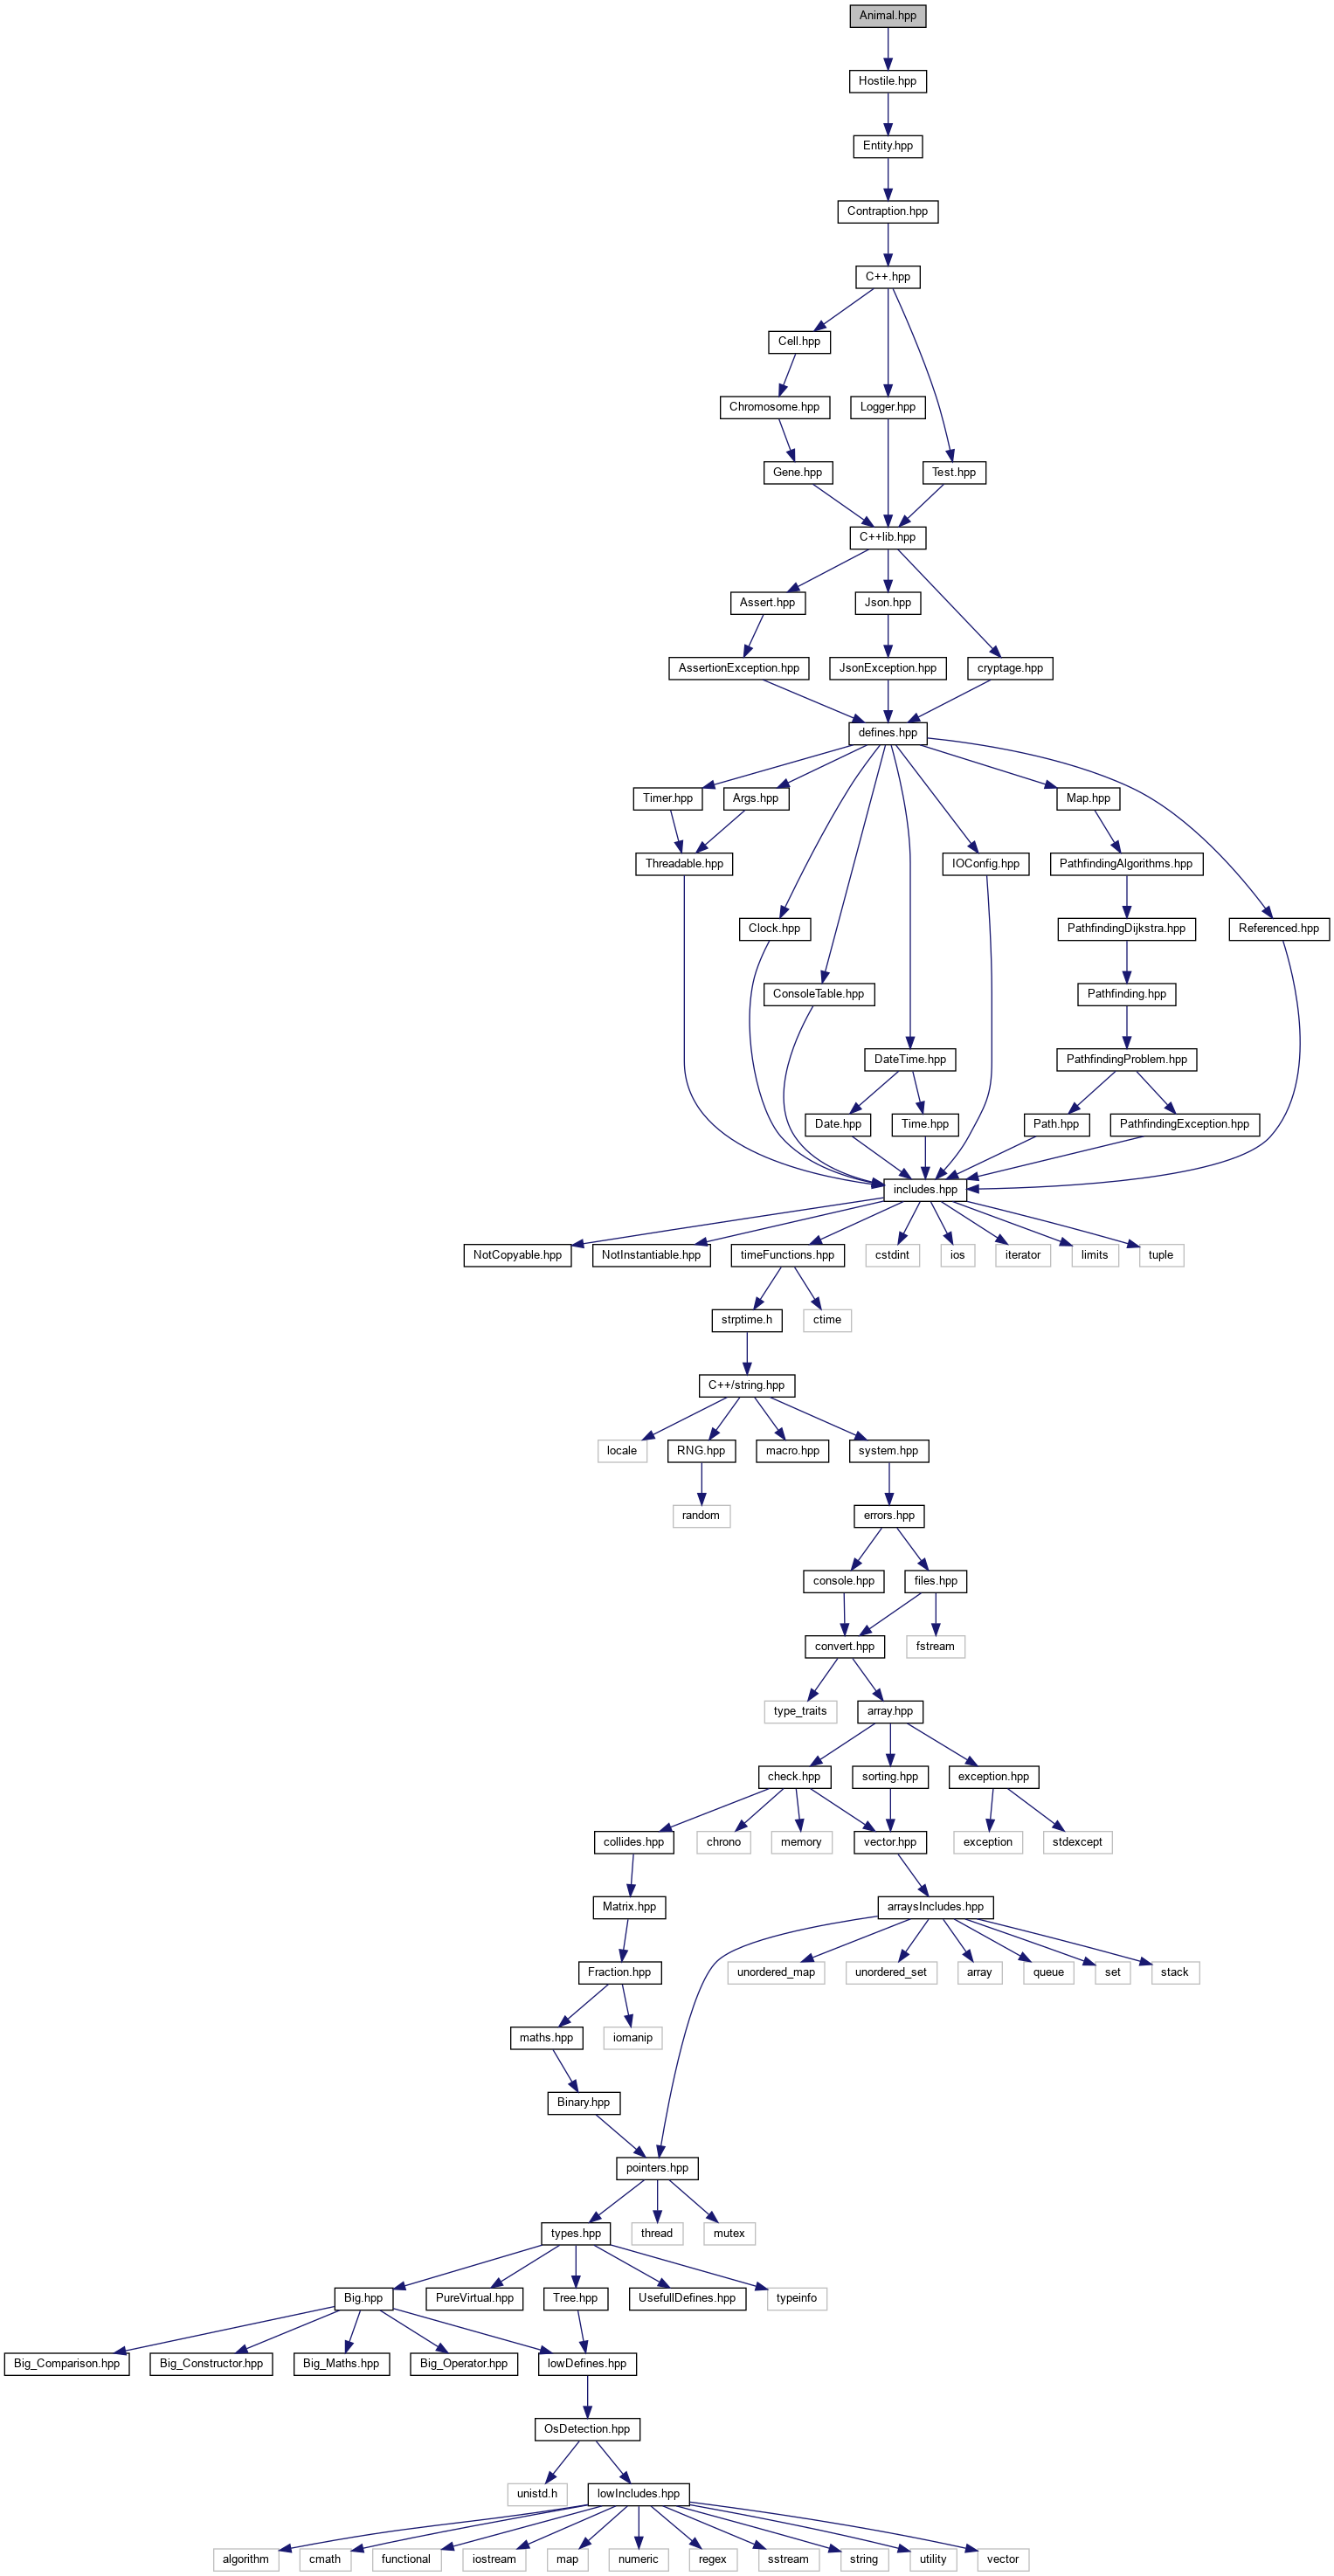 Animal.hpp
Hostile.hpp
Entity.hpp
Contraption.hpp
C++.hpp
Cell.hpp
Chromosome.hpp
Logger.hpp
Gene.hpp
Test.hpp
C++lib.hpp
Assert.hpp
Json.hpp
AssertionException.hpp
JsonException.hpp
cryptage.hpp
defines.hpp
Timer.hpp
Args.hpp
Map.hpp
Threadable.hpp
IOConfig.hpp
PathfindingAlgorithms.hpp
Clock.hpp
PathfindingDijkstra.hpp
Referenced.hpp
ConsoleTable.hpp
Pathfinding.hpp
DateTime.hpp
PathfindingProblem.hpp
Date.hpp
Time.hpp
Path.hpp
PathfindingException.hpp
includes.hpp
NotCopyable.hpp
NotInstantiable.hpp
timeFunctions.hpp
cstdint
ios
iterator
limits
tuple
strptime.h
ctime
C++/string.hpp
locale
RNG.hpp
macro.hpp
system.hpp
random
errors.hpp
console.hpp
files.hpp
convert.hpp
fstream
type_traits
array.hpp
check.hpp
sorting.hpp
exception.hpp
collides.hpp
chrono
memory
vector.hpp
exception
stdexcept
Matrix.hpp
arraysIncludes.hpp
Fraction.hpp
unordered_map
unordered_set
array
queue
set
stack
maths.hpp
iomanip
Binary.hpp
pointers.hpp
types.hpp
thread
mutex
Big.hpp
PureVirtual.hpp
Tree.hpp
UsefullDefines.hpp
typeinfo
Big_Comparison.hpp
Big_Constructor.hpp
Big_Maths.hpp
Big_Operator.hpp
lowDefines.hpp
OsDetection.hpp
unistd.h
lowIncludes.hpp
algorithm
cmath
functional
iostream
map
numeric
regex
sstream
string
utility
vector